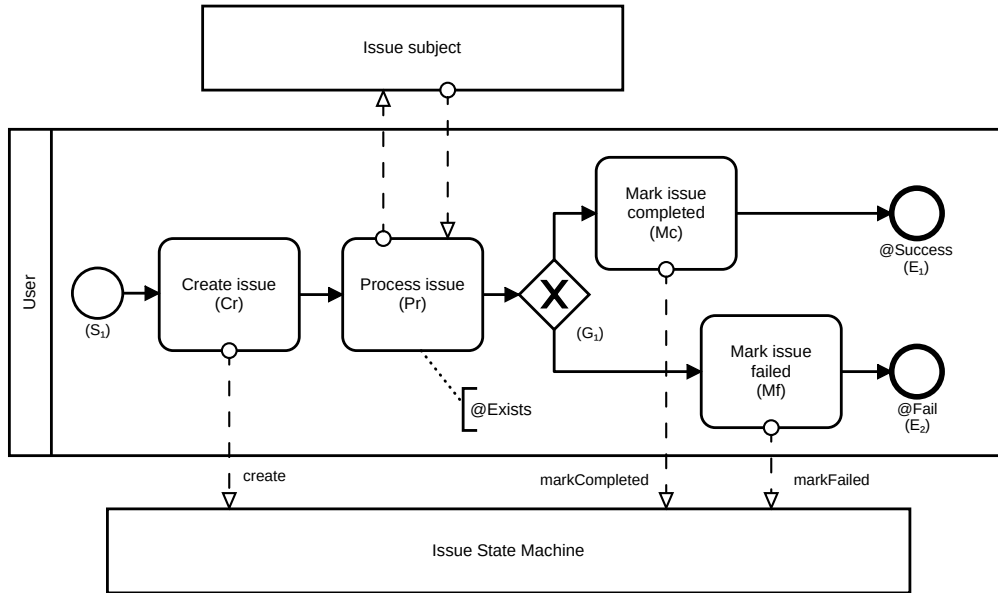 Issue subject
User
(S₁)
Create issue
(Cr)
Process issue
(Pr)
@Exists
(G₁)
Mark issue
completed
(Mc)
@Success
(E₁)
Mark issue
failed
(Mf)
@Fail
(E₂)
create
markCompleted
markFailed
Issue State Machine